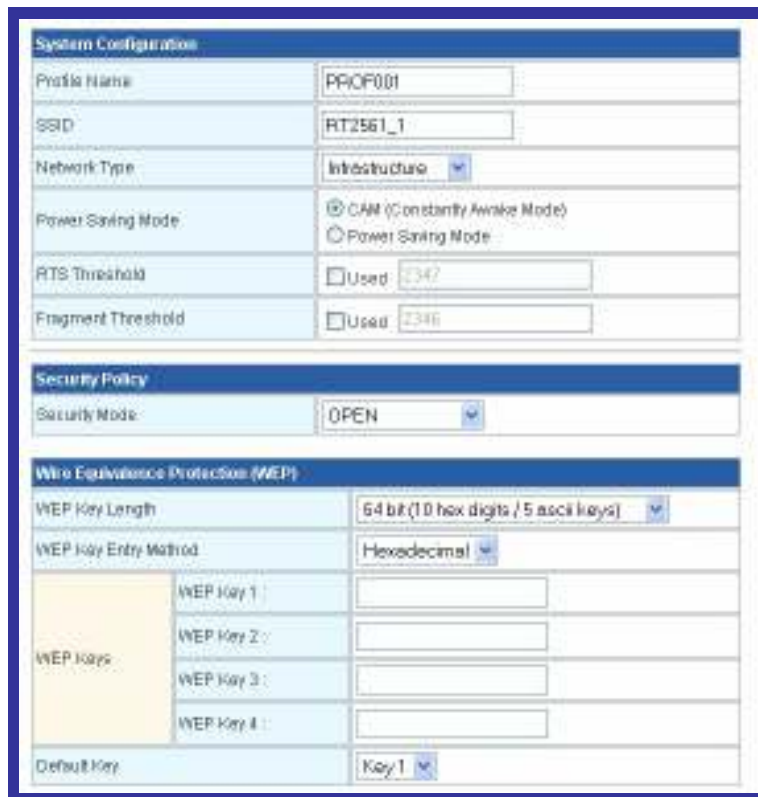 System Configuration
Profile Name PROF001
SSID RT2561_1
Network Type Infrastructure
Power Saving Mode CAM (Constantly Awake Mode)
Power Saving Mode
RTS Threshold Used 2347
Fragment Threshold Used 2346
Security Policy
Security Mode OPEN
Wire Equivalence Protection (WEP)
WEP Key Length 64 bit (10 hex digits / 5 ascii keys)
WEP Key Entry Method Hexadecimal
WEP Keys
WEP Key 1 :
WEP Key 2 :
WEP Key 3 :
WEP Key 4 :
Default Key Key 1